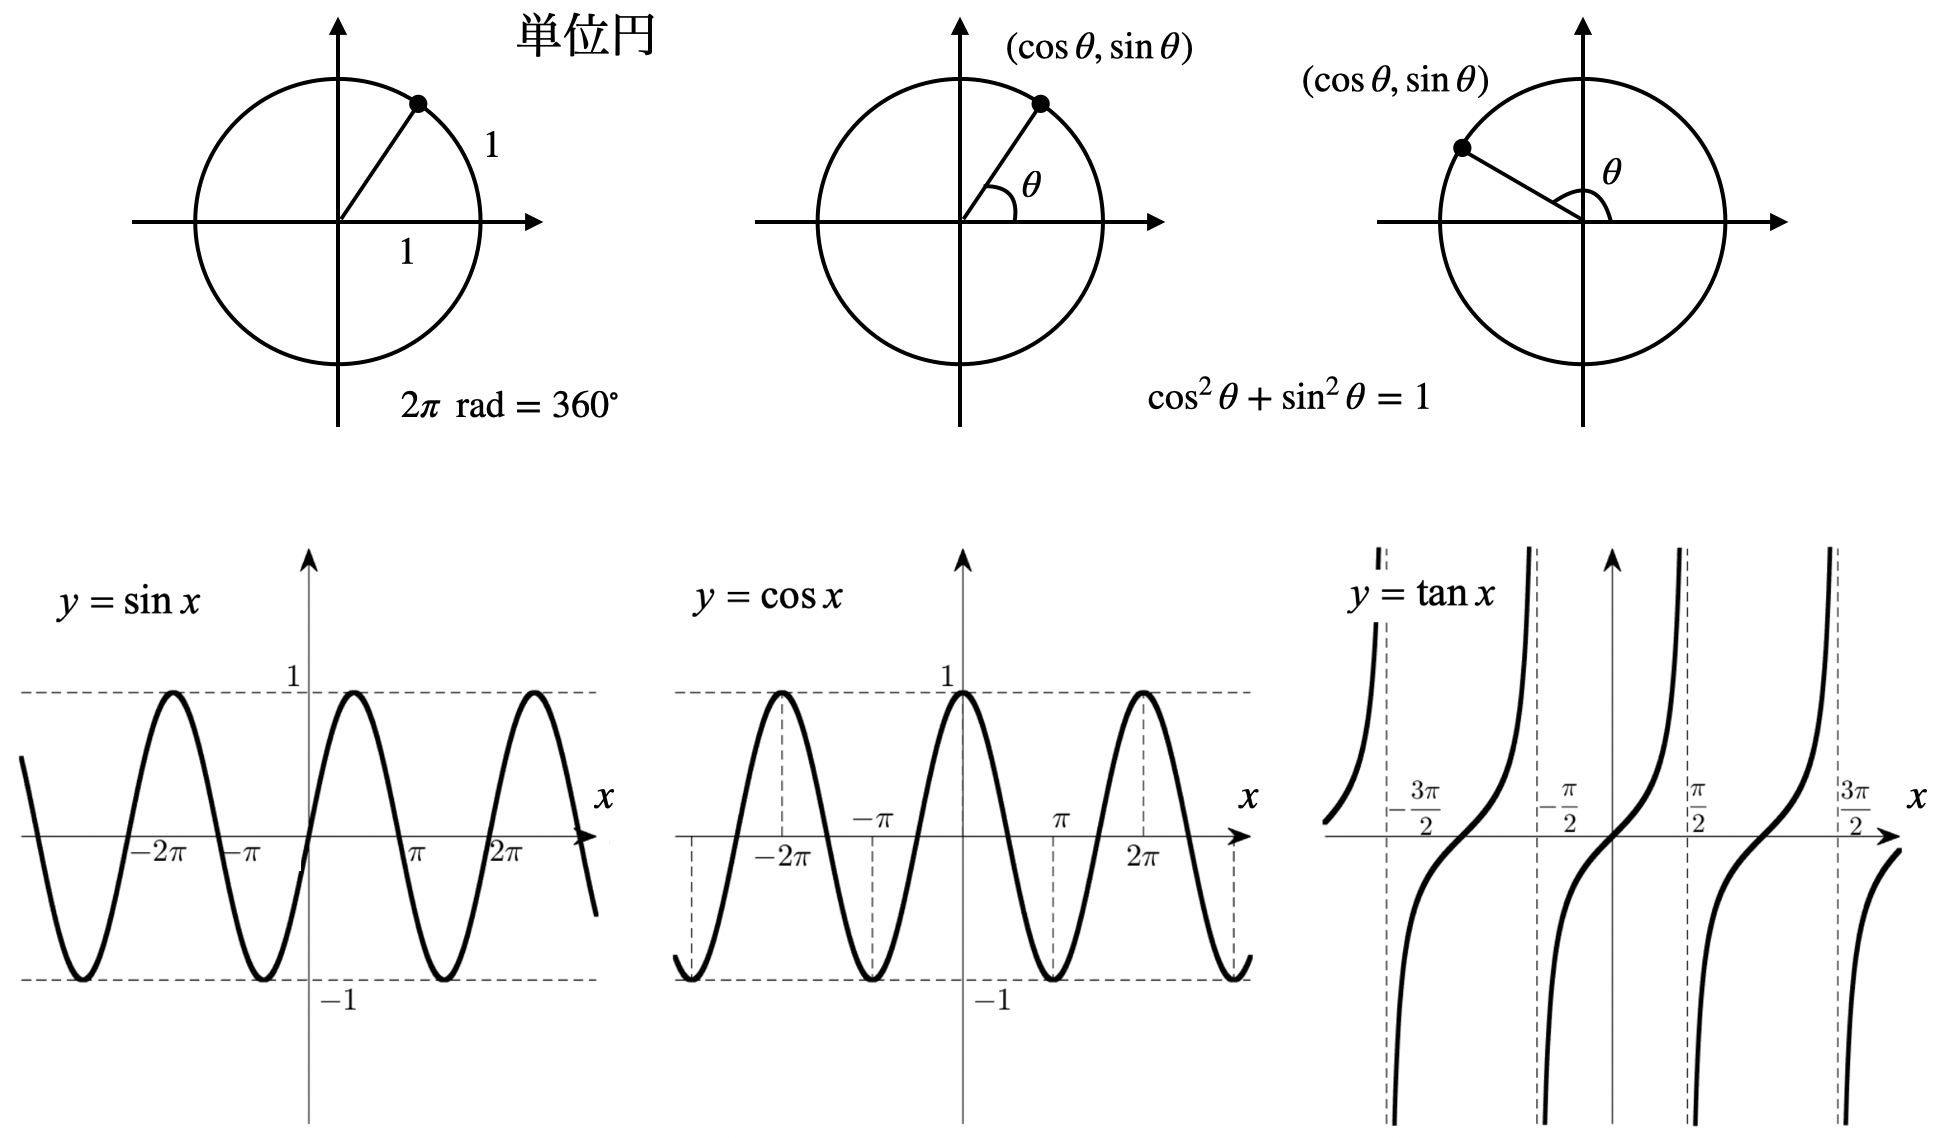 単位円
1
1
2π rad = 360°
(cos θ, sin θ)
θ
(cos θ, sin θ)
θ
cos² θ + sin² θ = 1
y = sin x
1
x
−2π
−π
π
2π
−1
y = cos x
1
x
−π
π
−2π
2π
−1
y = tan x
−3π/2
−π/2
π/2
3π/2
x